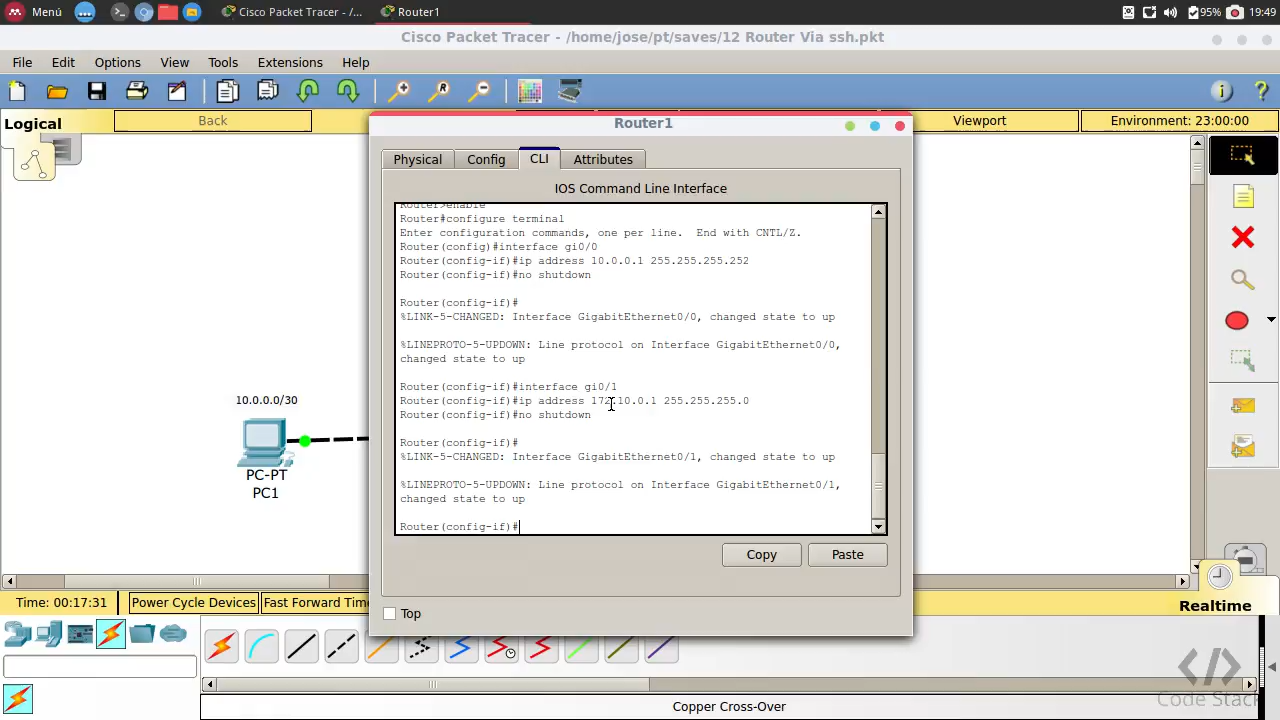 Menú
Cisco Packet Tracer - /...
Router1
95%
19:49
Cisco Packet Tracer - /home/jose/pt/saves/12 Router Via ssh.pkt
File Edit Options View Tools Extensions Help
Logical
Back
Viewport
Environment: 23:00:00
Router1
Physical Config CLI Attributes
IOS Command Line Interface
Router>enable
Router#configure terminal
Enter configuration commands, one per line.  End with CNTL/Z.
Router(config)#interface gi0/0
Router(config-if)#ip address 10.0.0.1 255.255.255.252
Router(config-if)#no shutdown
Router(config-if)#
%LINK-5-CHANGED: Interface GigabitEthernet0/0, changed state to up
%LINEPROTO-5-UPDOWN: Line protocol on Interface GigabitEthernet0/0,
changed state to up
Router(config-if)#interface gi0/1
Router(config-if)#ip address 172.10.0.1 255.255.255.0
Router(config-if)#no shutdown
Router(config-if)#
%LINK-5-CHANGED: Interface GigabitEthernet0/1, changed state to up
%LINEPROTO-5-UPDOWN: Line protocol on Interface GigabitEthernet0/1,
changed state to up
Router(config-if)#
10.0.0.0/30
PC-PT
PC1
Copy
Paste
Top
Time: 00:17:31
Power Cycle Devices
Fast Forward Time
Realtime
Copper Cross-Over
Code Stack